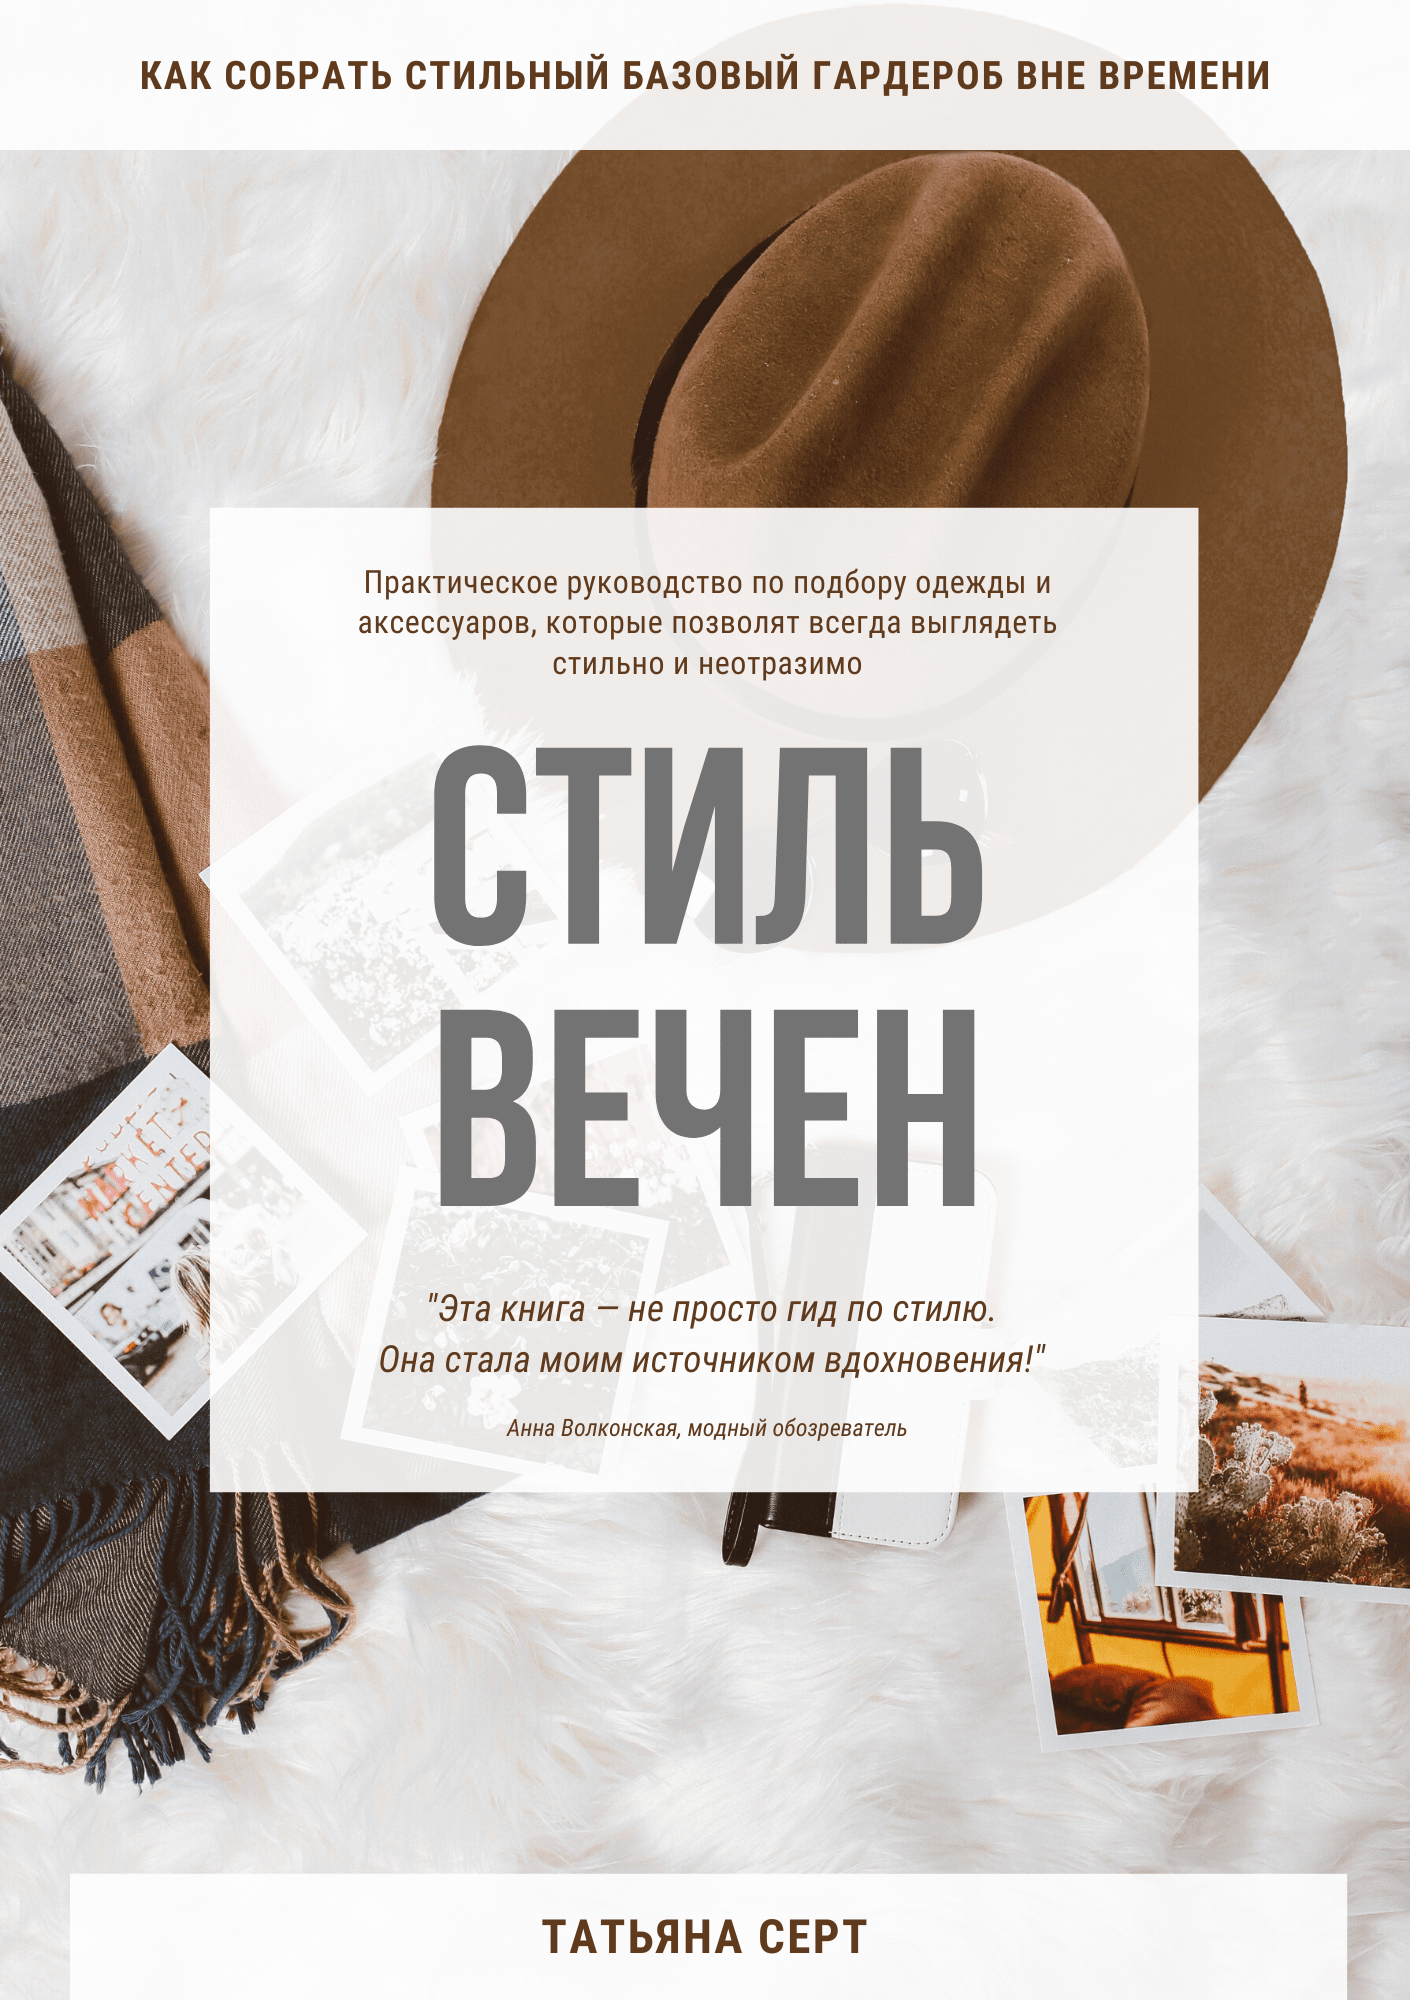 КАК СОБРАТЬ СТИЛЬНЫЙ БАЗОВЫЙ ГАРДЕРОБ ВНЕ ВРЕМЕНИ
Практическое руководство по подбору одежды и
аксессуаров, которые позволят всегда выглядеть
стильно и неотразимо
СТИЛЬ
ВЕЧЕН
"Эта книга — не просто гид по стилю.
Она стала моим источником вдохновения!"
Анна Волконская, модный обозреватель
MARKET
CENTER
ТАТЬЯНА СЕРТ